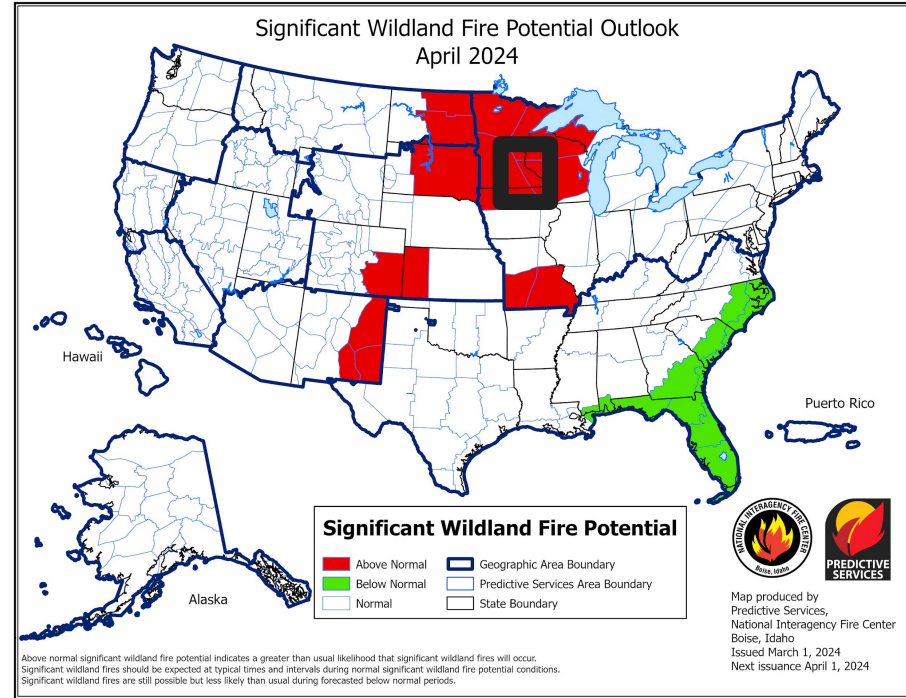 Significant Wildland Fire Potential Outlook
April 2024
Hawaii
Puerto Rico
Alaska
Significant Wildland Fire Potential
Above Normal
Below Normal
Normal
Geographic Area Boundary
Predictive Services Area Boundary
State Boundary
NATIONAL INTERAGENCY FIRE CENTER
Boise, Idaho
PREDICTIVE
SERVICES
Map produced by
Predictive Services,
National Interagency Fire Center
Boise, Idaho
Issued March 1, 2024
Next issuance April 1, 2024
Above normal significant wildland fire potential indicates a greater than usual likelihood that significant wildland fires will occur.
Significant wildland fires should be expected at typical times and intervals during normal significant wildland fire potential conditions.
Significant wildland fires are still possible but less likely than usual during forecasted below normal periods.